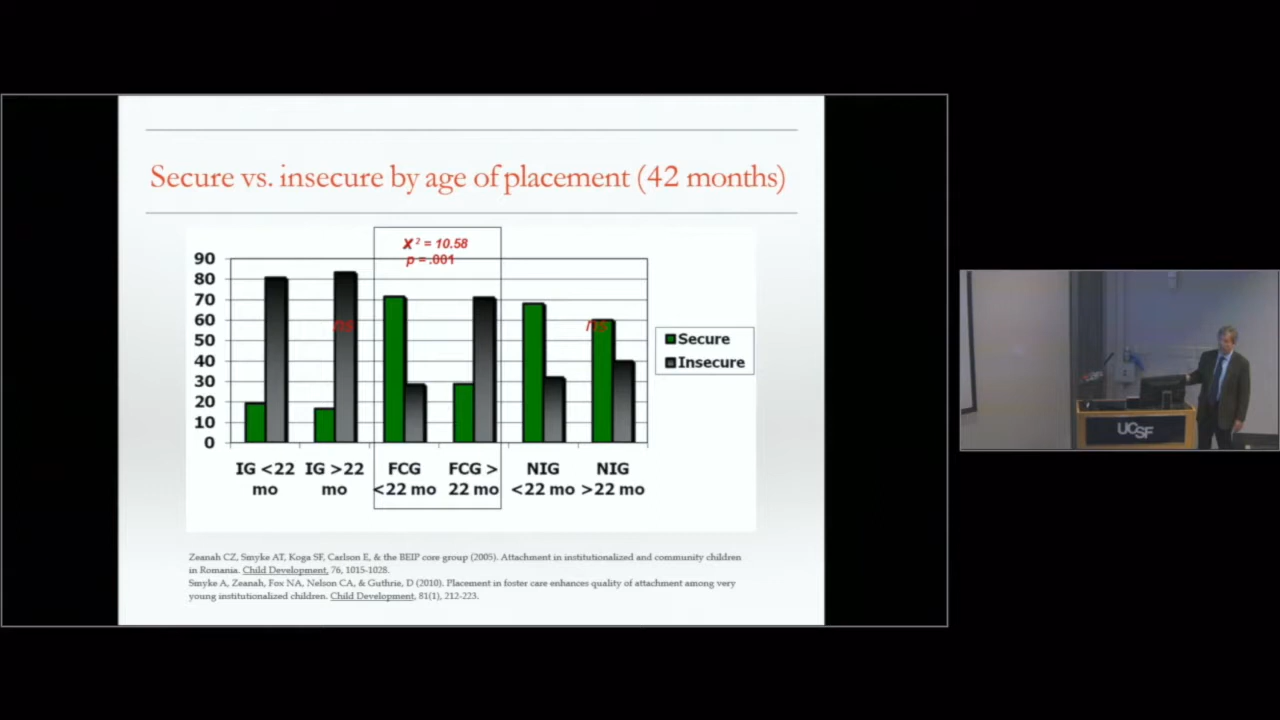 Secure vs. insecure by age of placement (42 months)
χ² = 10.58
p = .001
90
80
70
60
50
40
30
20
10
0
ns
ns
Secure
Insecure
IG <22 mo
IG >22 mo
FCG <22 mo
FCG > 22 mo
NIG <22 mo
NIG >22 mo
Zeanah CZ, Smyke AT, Koga SF, Carlson E, & the BEIP core group (2005). Attachment in institutionalized and community children
in Romania. Child Development, 76, 1015-1028.
Smyke A, Zeanah, Fox NA, Nelson CA, & Guthrie, D (2010). Placement in foster care enhances quality of attachment among very
young institutionalized children. Child Development, 81(1), 212-223.
UCSF